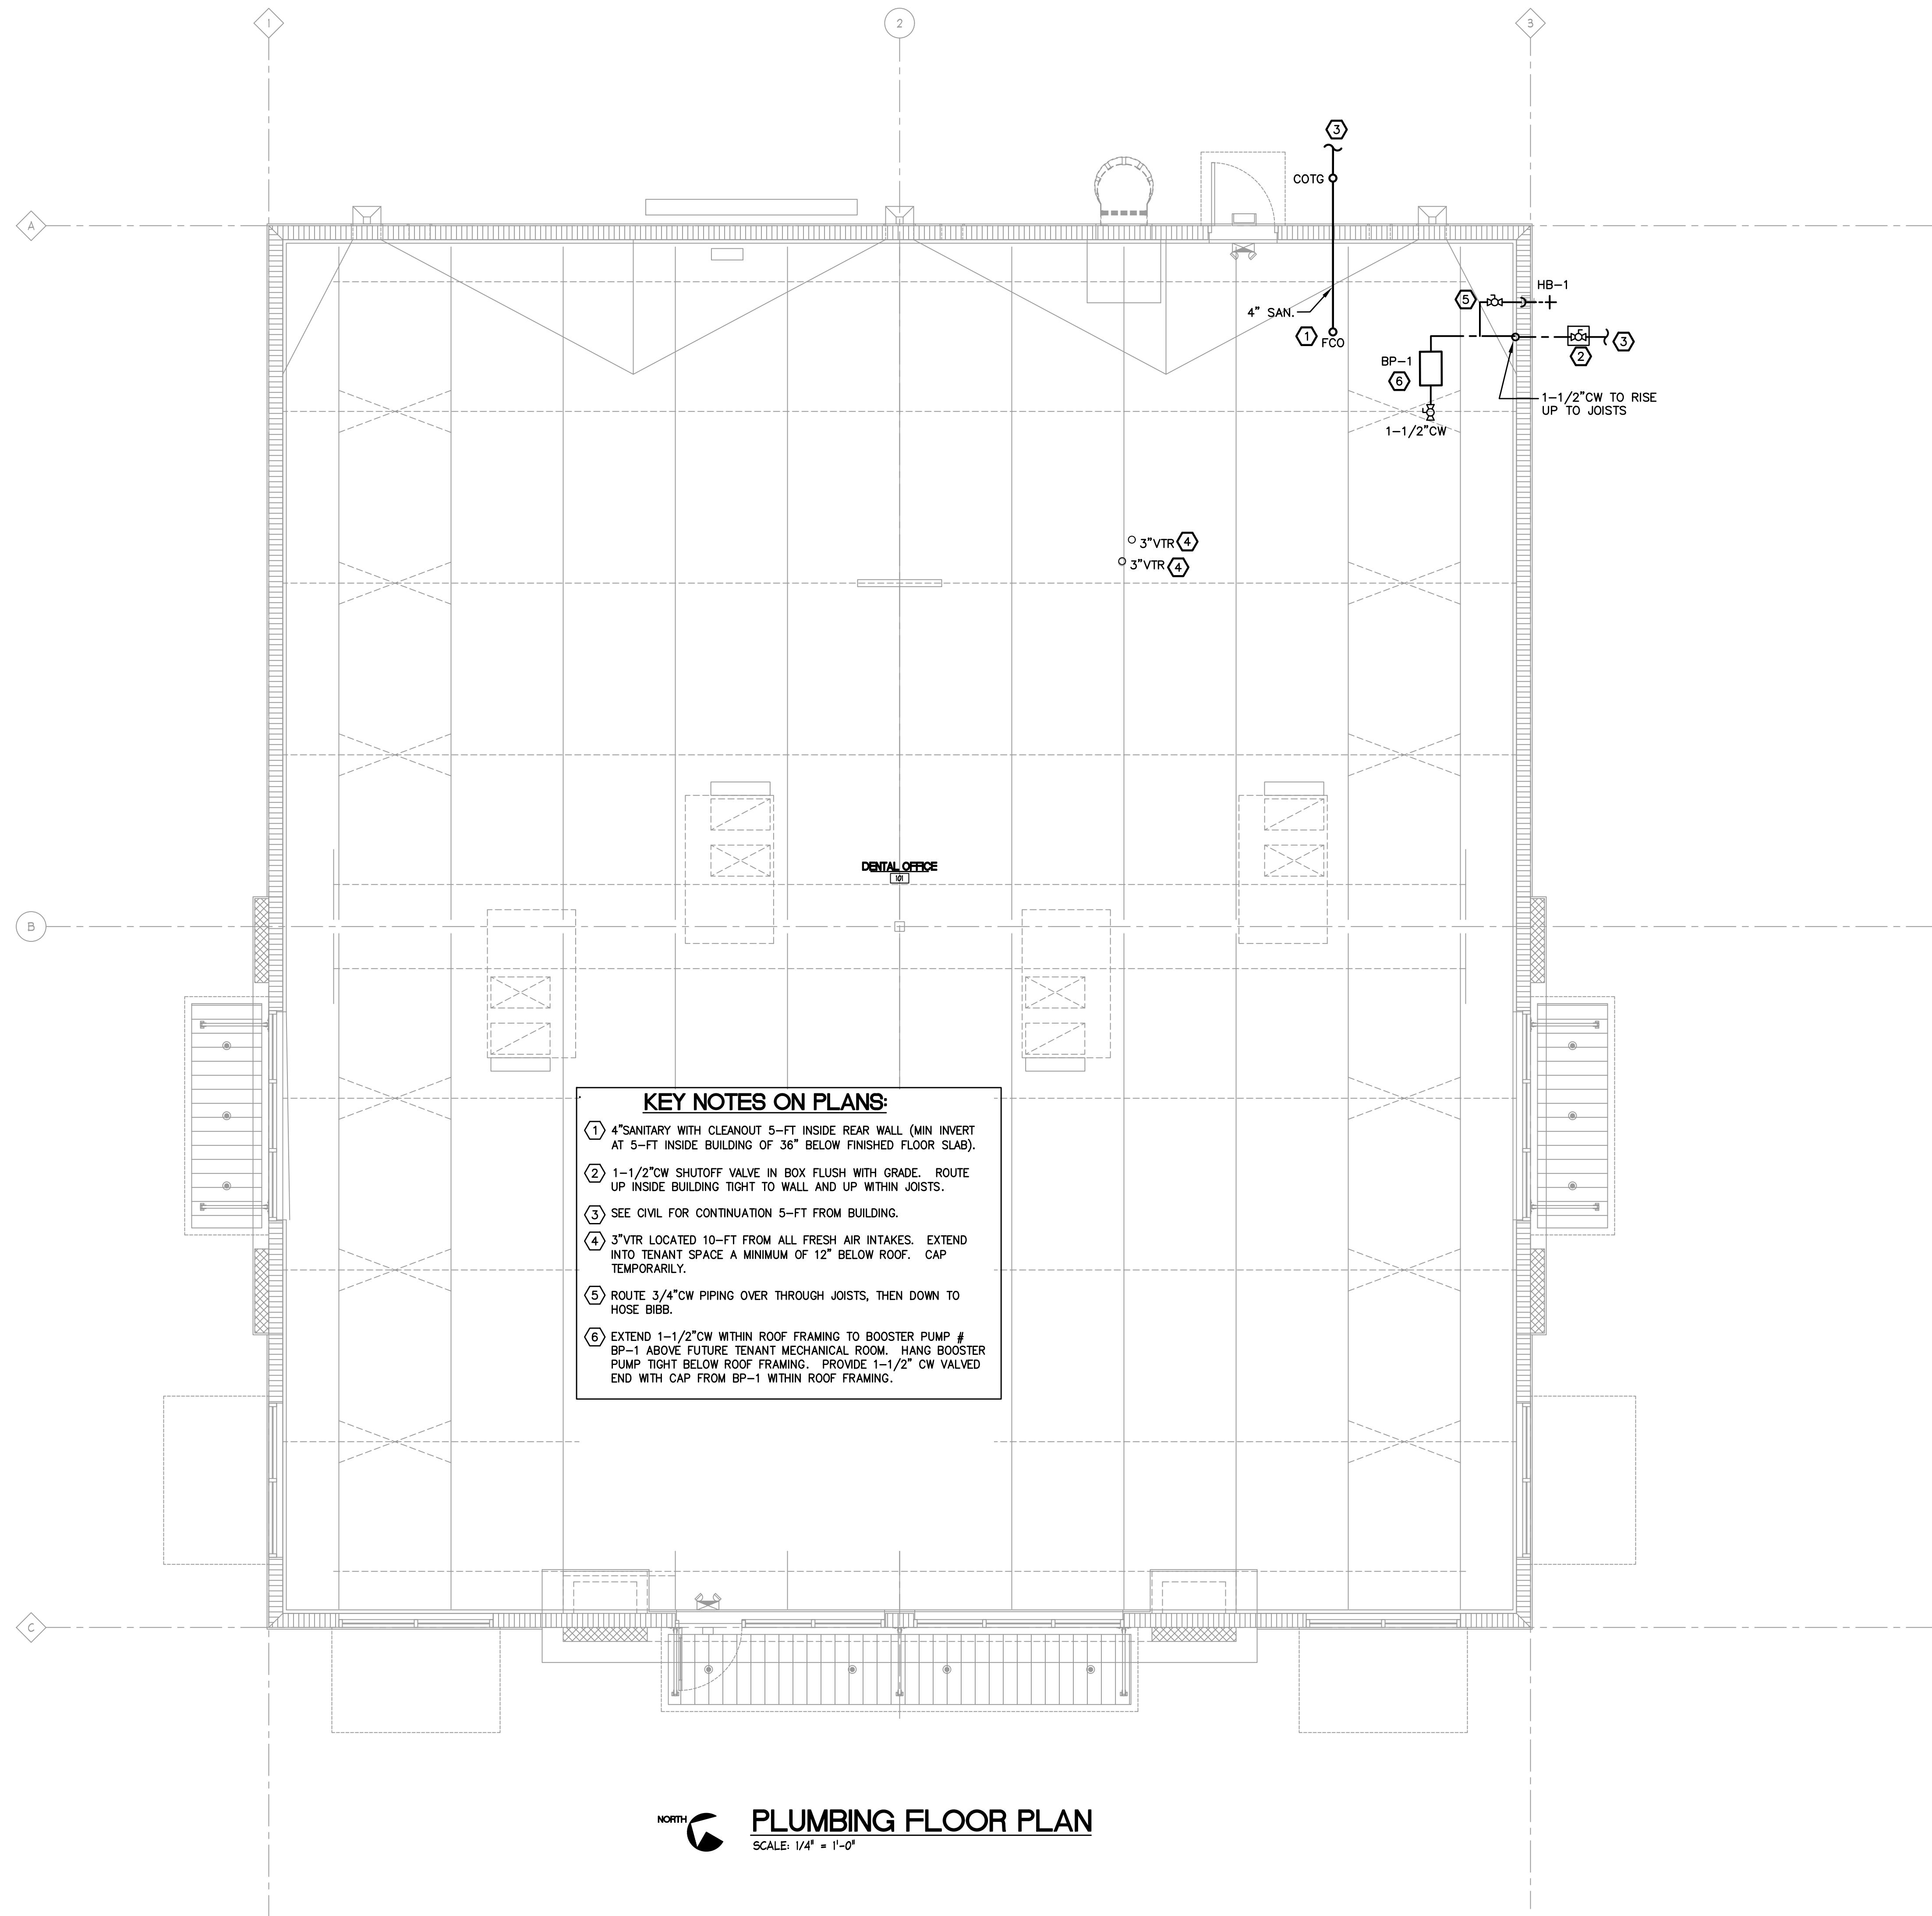 1
2
3
A
3
COTG
HB-1
5
4" SAN.
1
FCO
3
2
BP-1
6
1-1/2"CW TO RISE
UP TO JOISTS
1-1/2"CW
3"VTR 4
3"VTR 4
DENTAL OFFICE
101
B
KEY NOTES ON PLANS:
1 4"SANITARY WITH CLEANOUT 5-FT INSIDE REAR WALL (MIN INVERT
AT 5-FT INSIDE BUILDING OF 36" BELOW FINISHED FLOOR SLAB).
2 1-1/2"CW SHUTOFF VALVE IN BOX FLUSH WITH GRADE. ROUTE
UP INSIDE BUILDING TIGHT TO WALL AND UP WITHIN JOISTS.
3 SEE CIVIL FOR CONTINUATION 5-FT FROM BUILDING.
4 3"VTR LOCATED 10-FT FROM ALL FRESH AIR INTAKES. EXTEND
INTO TENANT SPACE A MINIMUM OF 12" BELOW ROOF. CAP
TEMPORARILY.
5 ROUTE 3/4"CW PIPING OVER THROUGH JOISTS, THEN DOWN TO
HOSE BIBB.
6 EXTEND 1-1/2"CW WITHIN ROOF FRAMING TO BOOSTER PUMP #
BP-1 ABOVE FUTURE TENANT MECHANICAL ROOM. HANG BOOSTER
PUMP TIGHT BELOW ROOF FRAMING. PROVIDE 1-1/2" CW VALVED
END WITH CAP FROM BP-1 WITHIN ROOF FRAMING.
C
NORTH
PLUMBING FLOOR PLAN
SCALE: 1/4" = 1'-0"